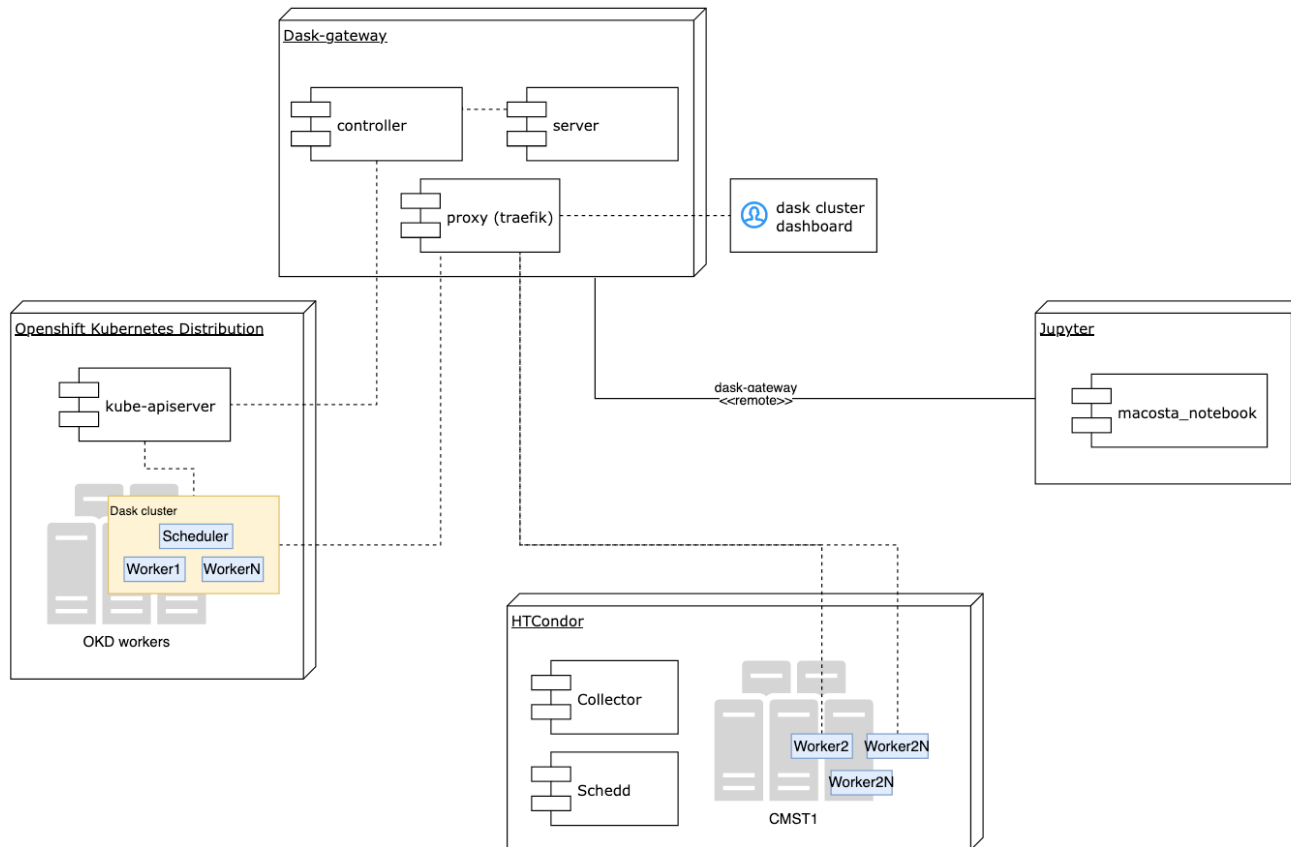 Dask-gateway
controller
server
proxy (traefik)
dask cluster
dashboard
Openshift Kubernetes Distribution
kube-apiserver
Dask cluster
Scheduler
Worker1
WorkerN
OKD workers
dask-gateway
<<remote>>
Jupyter
macosta_notebook
HTCondor
Collector
Schedd
Worker2
Worker2N
Worker2N
CMST1